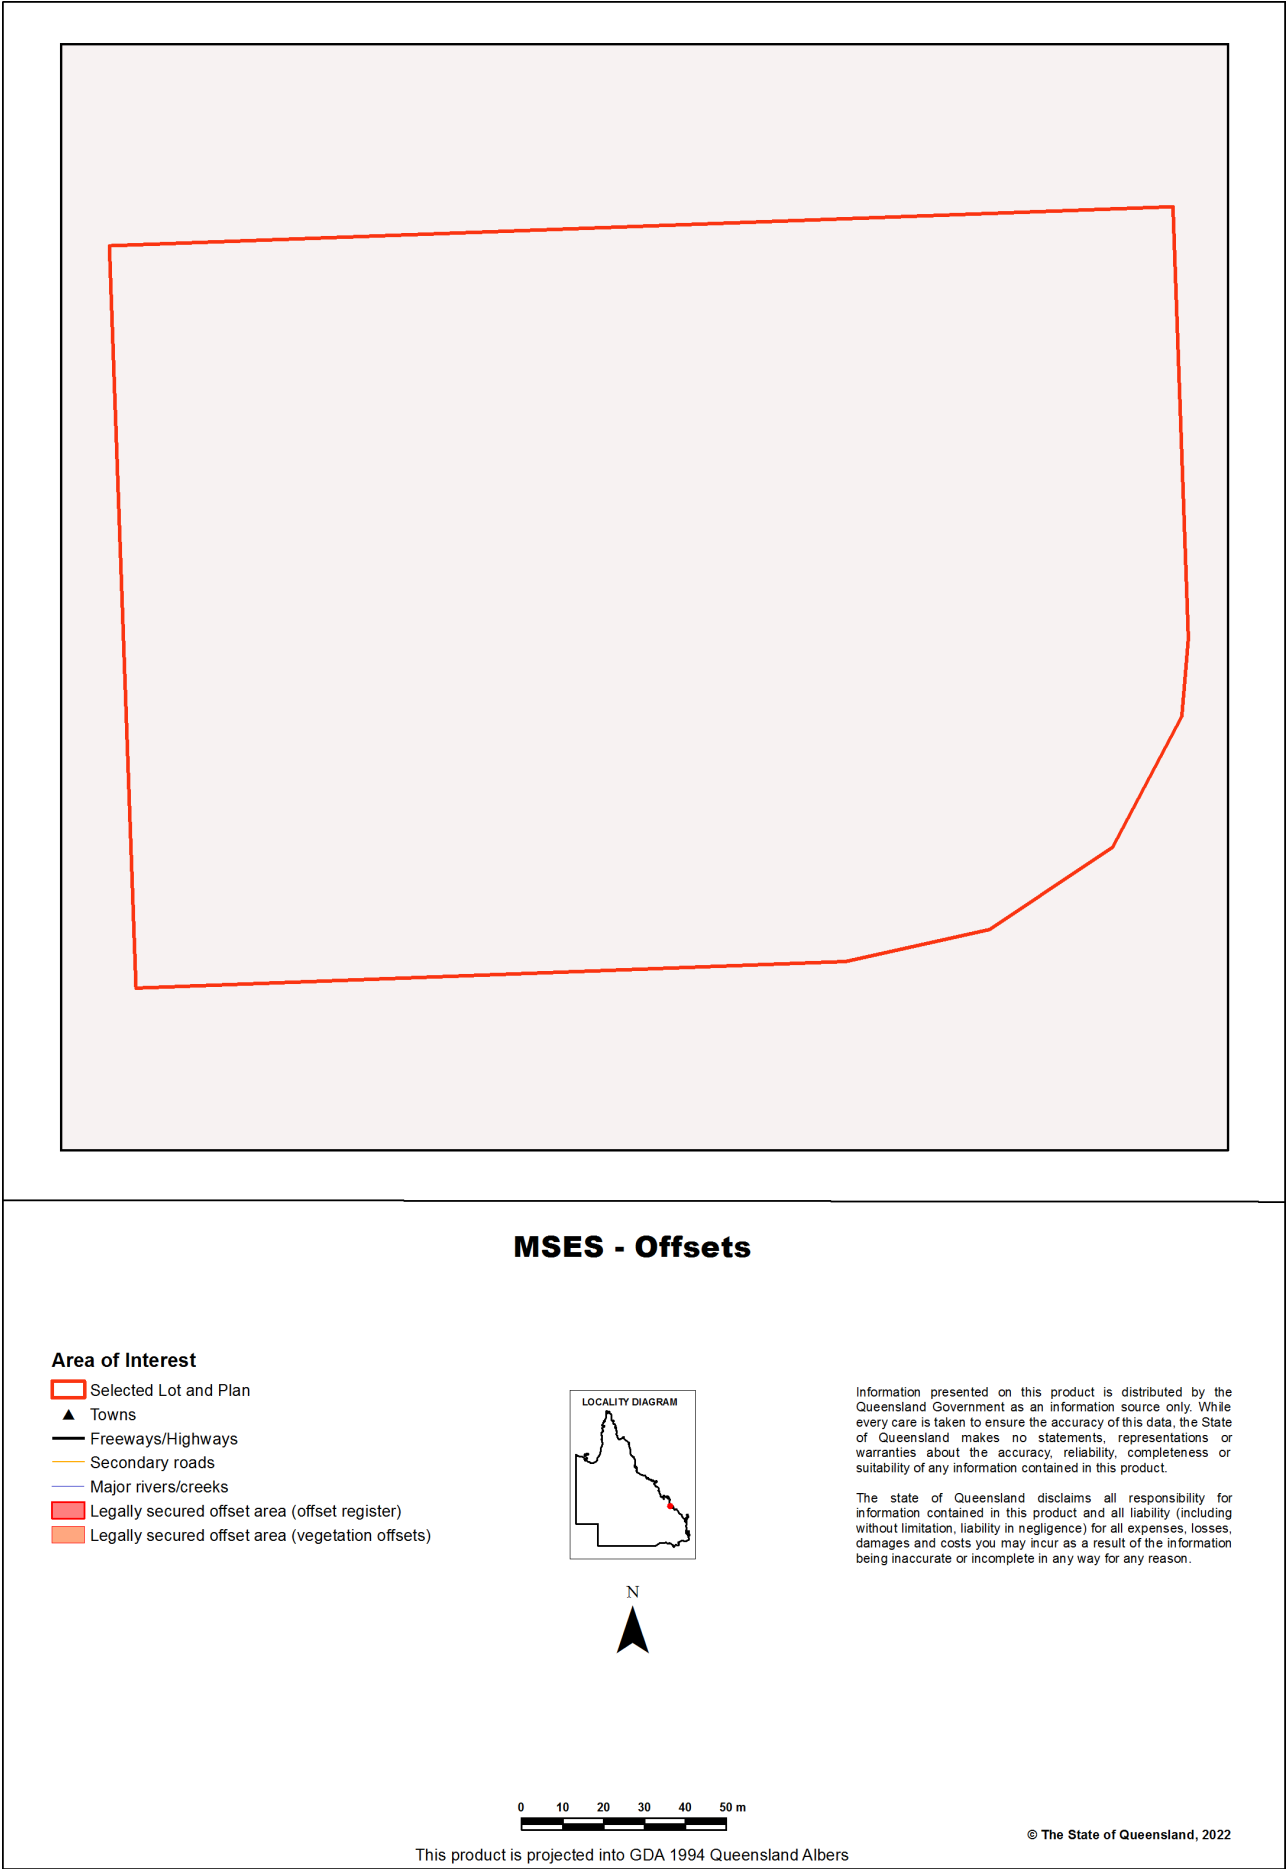 MSES - Offsets
Area of Interest
Selected Lot and Plan
Towns
Freeways/Highways
Secondary roads
Major rivers/creeks
Legally secured offset area (offset register)
Legally secured offset area (vegetation offsets)
LOCALITY DIAGRAM
N
Information presented on this product is distributed by the
Queensland Government as an information source only. While
every care is taken to ensure the accuracy of this data, the State
of Queensland makes no statements, representations or
warranties about the accuracy, reliability, completeness or
suitability of any information contained in this product.
The state of Queensland disclaims all responsibility for
information contained in this product and all liability (including
without limitation, liability in negligence) for all expenses, losses,
damages and costs you may incur as a result of the information
being inaccurate or incomplete in any way for any reason.
0 10 20 30 40 50 m
This product is projected into GDA 1994 Queensland Albers
© The State of Queensland, 2022